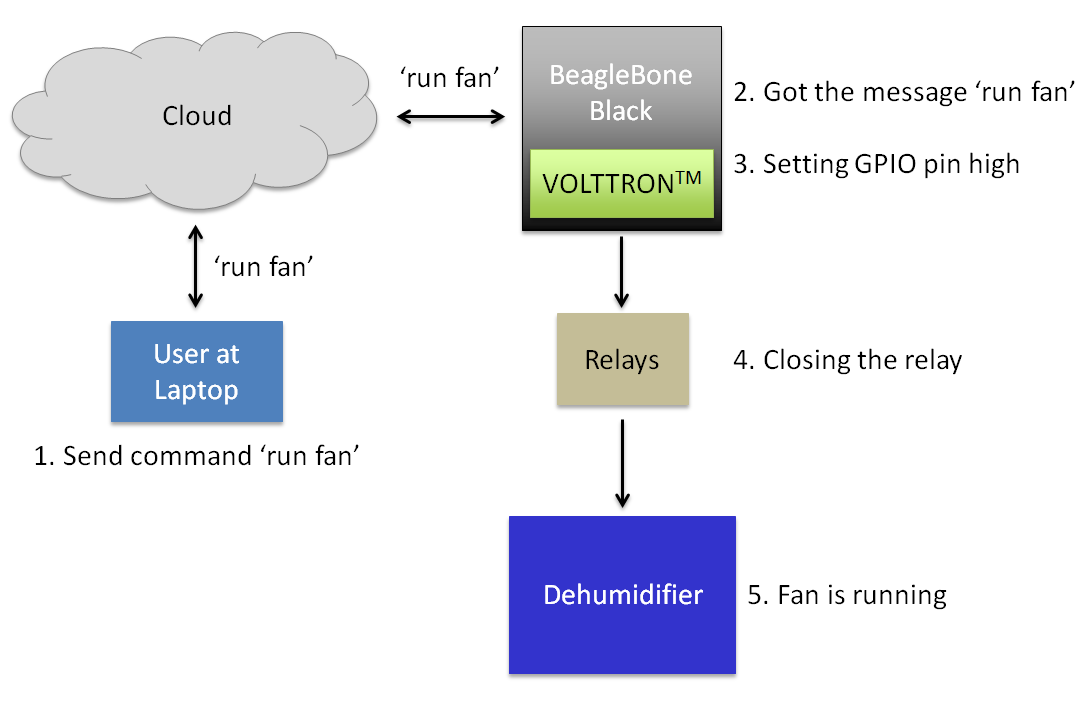 Cloud
‘run fan’
BeagleBone
Black
VOLTTRON™
2. Got the message ‘run fan’
3. Setting GPIO pin high
‘run fan’
User at
Laptop
1. Send command ‘run fan’
Relays
4. Closing the relay
Dehumidifier
5. Fan is running